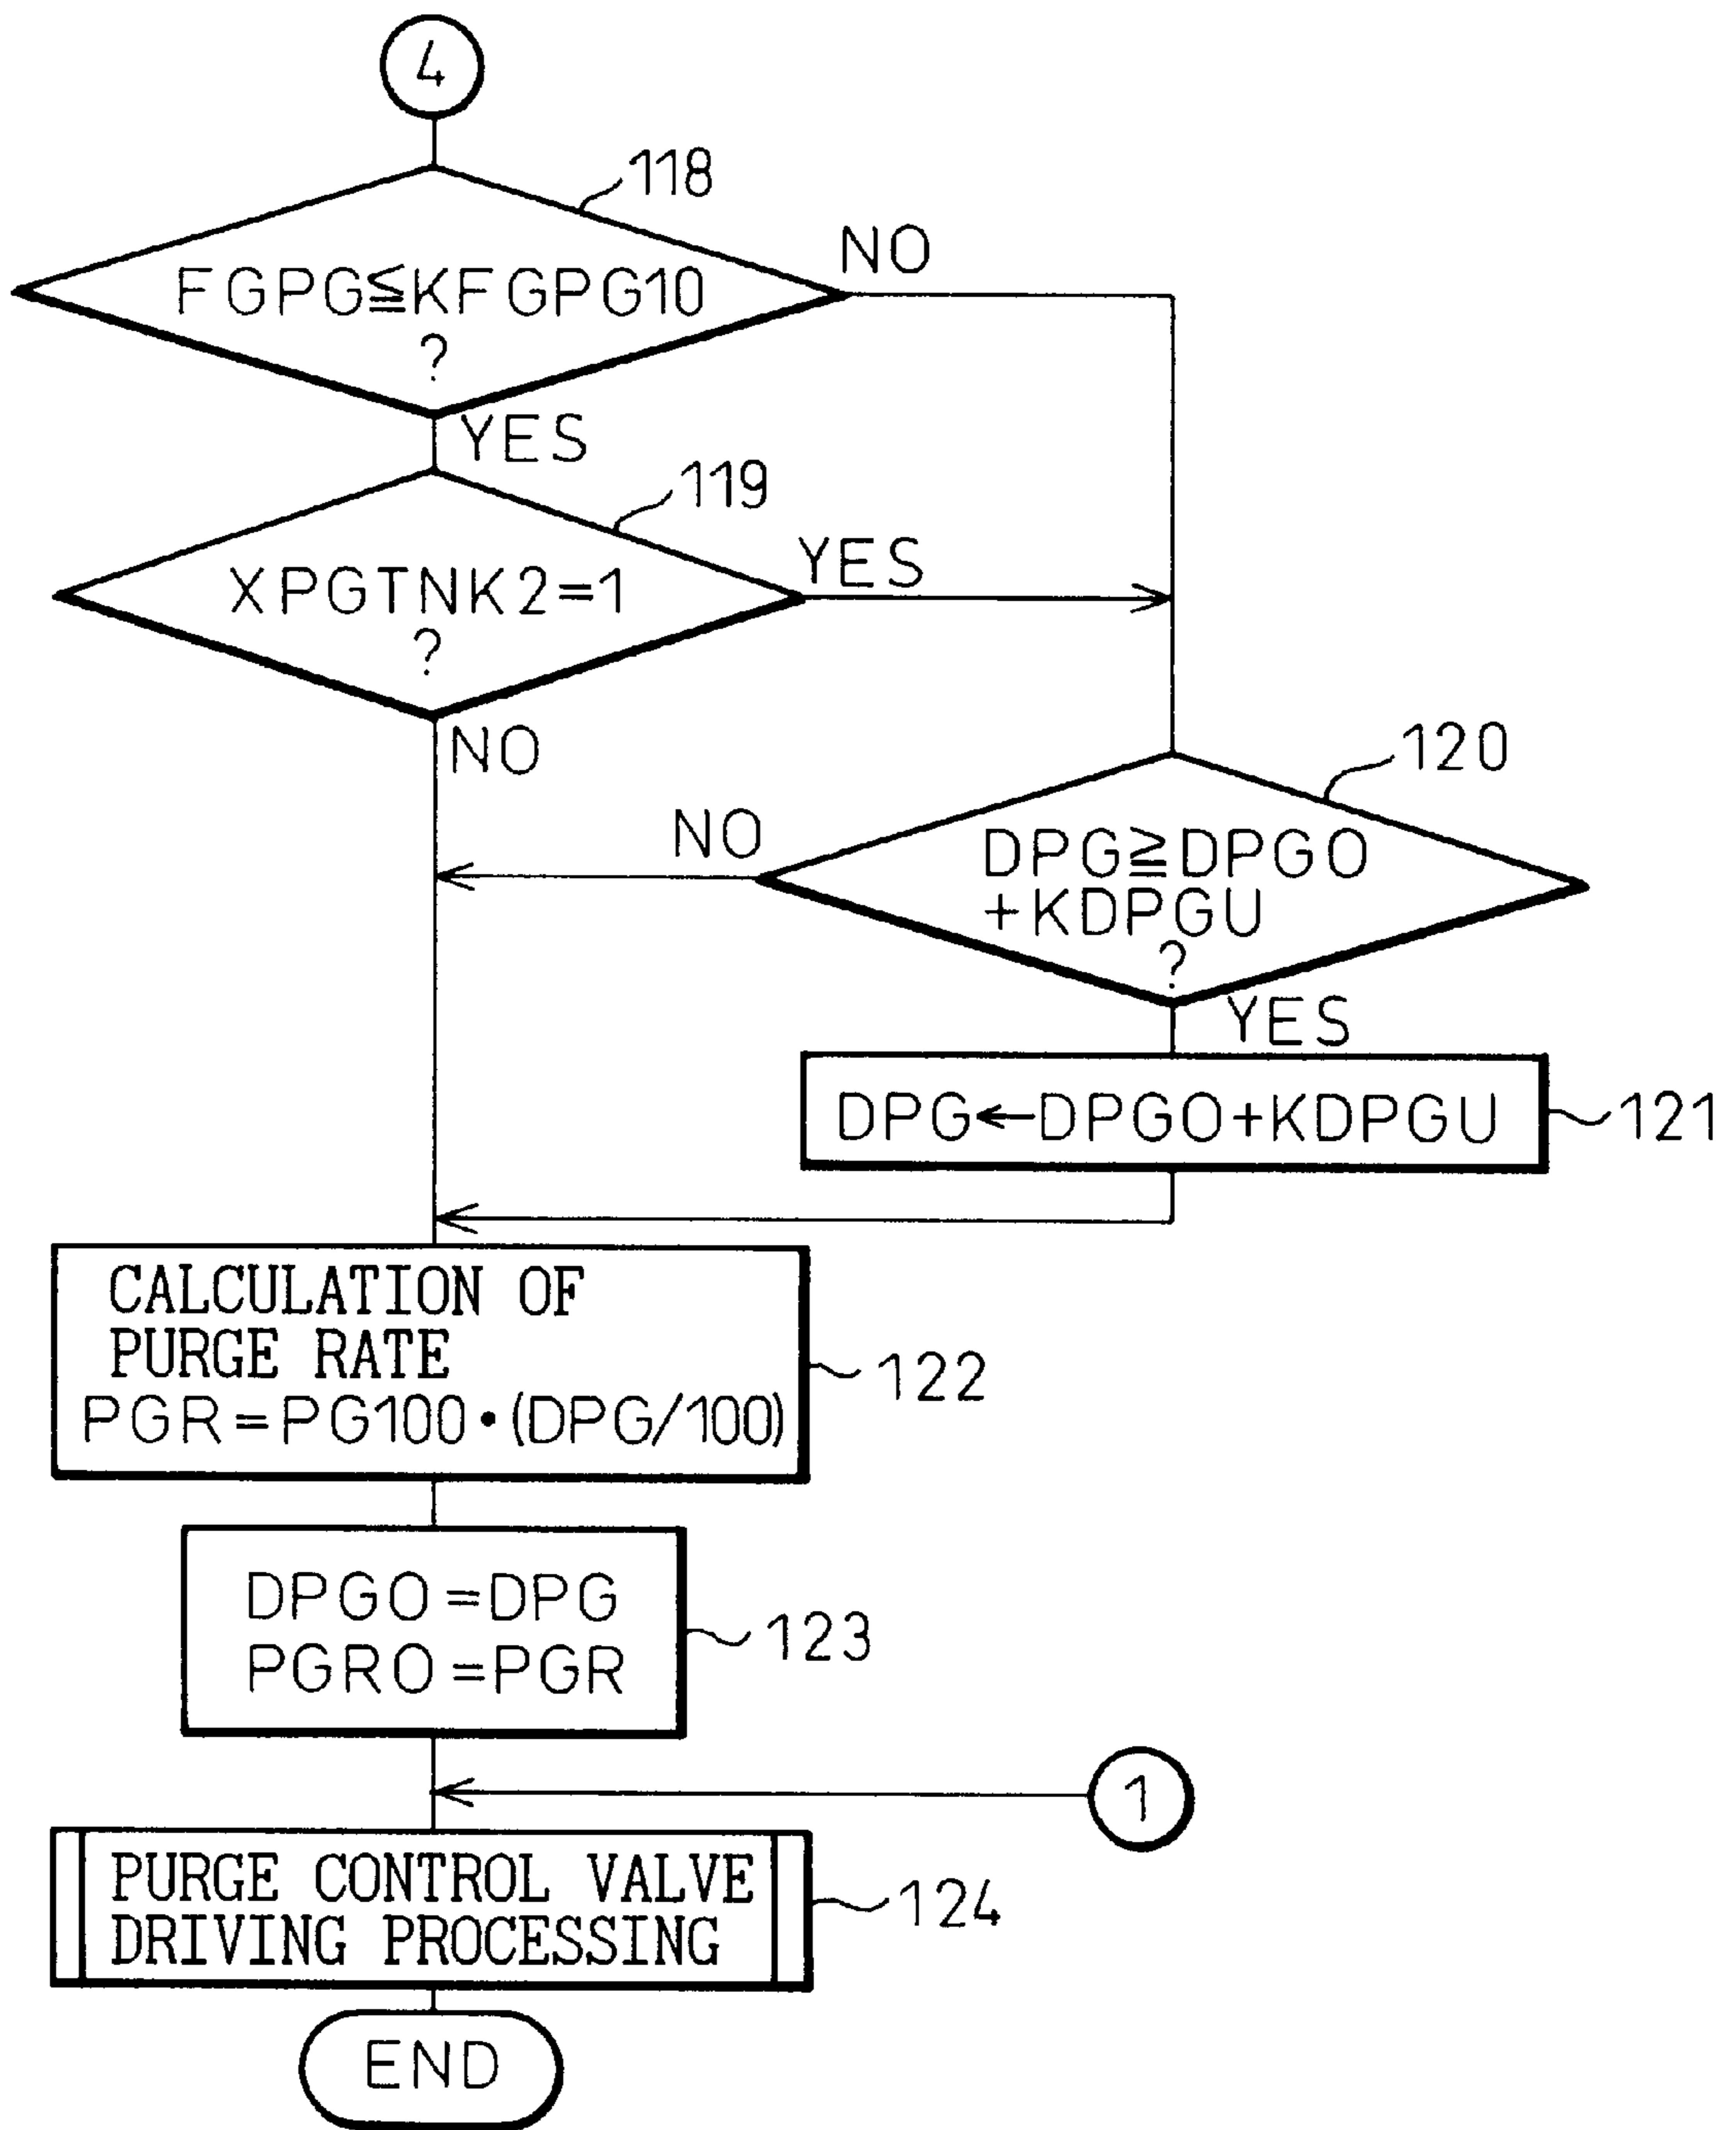 4
118
NO
FGPG≦KFGPG10
?
YES
119
YES
XPGTNK2=1
?
NO
120
NO
DPG≧DPGO
+KDPGU
?
YES
DPG←DPGO+KDPGU
121
CALCULATION OF
PURGE RATE
PGR=PG100•(DPG/100)
122
DPGO=DPG
PGRO=PGR
123
1
PURGE CONTROL VALVE
DRIVING PROCESSING
124
END